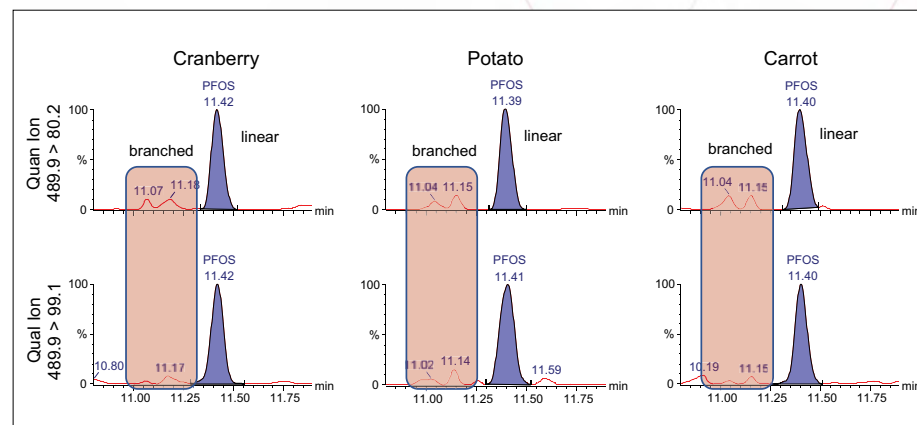 Cranberry Potato Carrot
Quan Ion
489.9 > 80.2
PFOS
11.42
100
%
0
branched
linear
11.07
11.18
min
PFOS
11.39
100
%
0
branched
linear
11.04
11.15
min
PFOS
11.40
100
%
0
branched
linear
11.04
11.15
min
Qual Ion
489.9 > 99.1
PFOS
11.42
100
%
0
10.80
11.17
min
11.00 11.25 11.50 11.75
PFOS
11.41
100
%
0
11.02
11.14
11.59
min
11.00 11.25 11.50 11.75
PFOS
11.40
100
%
0
10.19
11.15
min
11.00 11.25 11.50 11.75